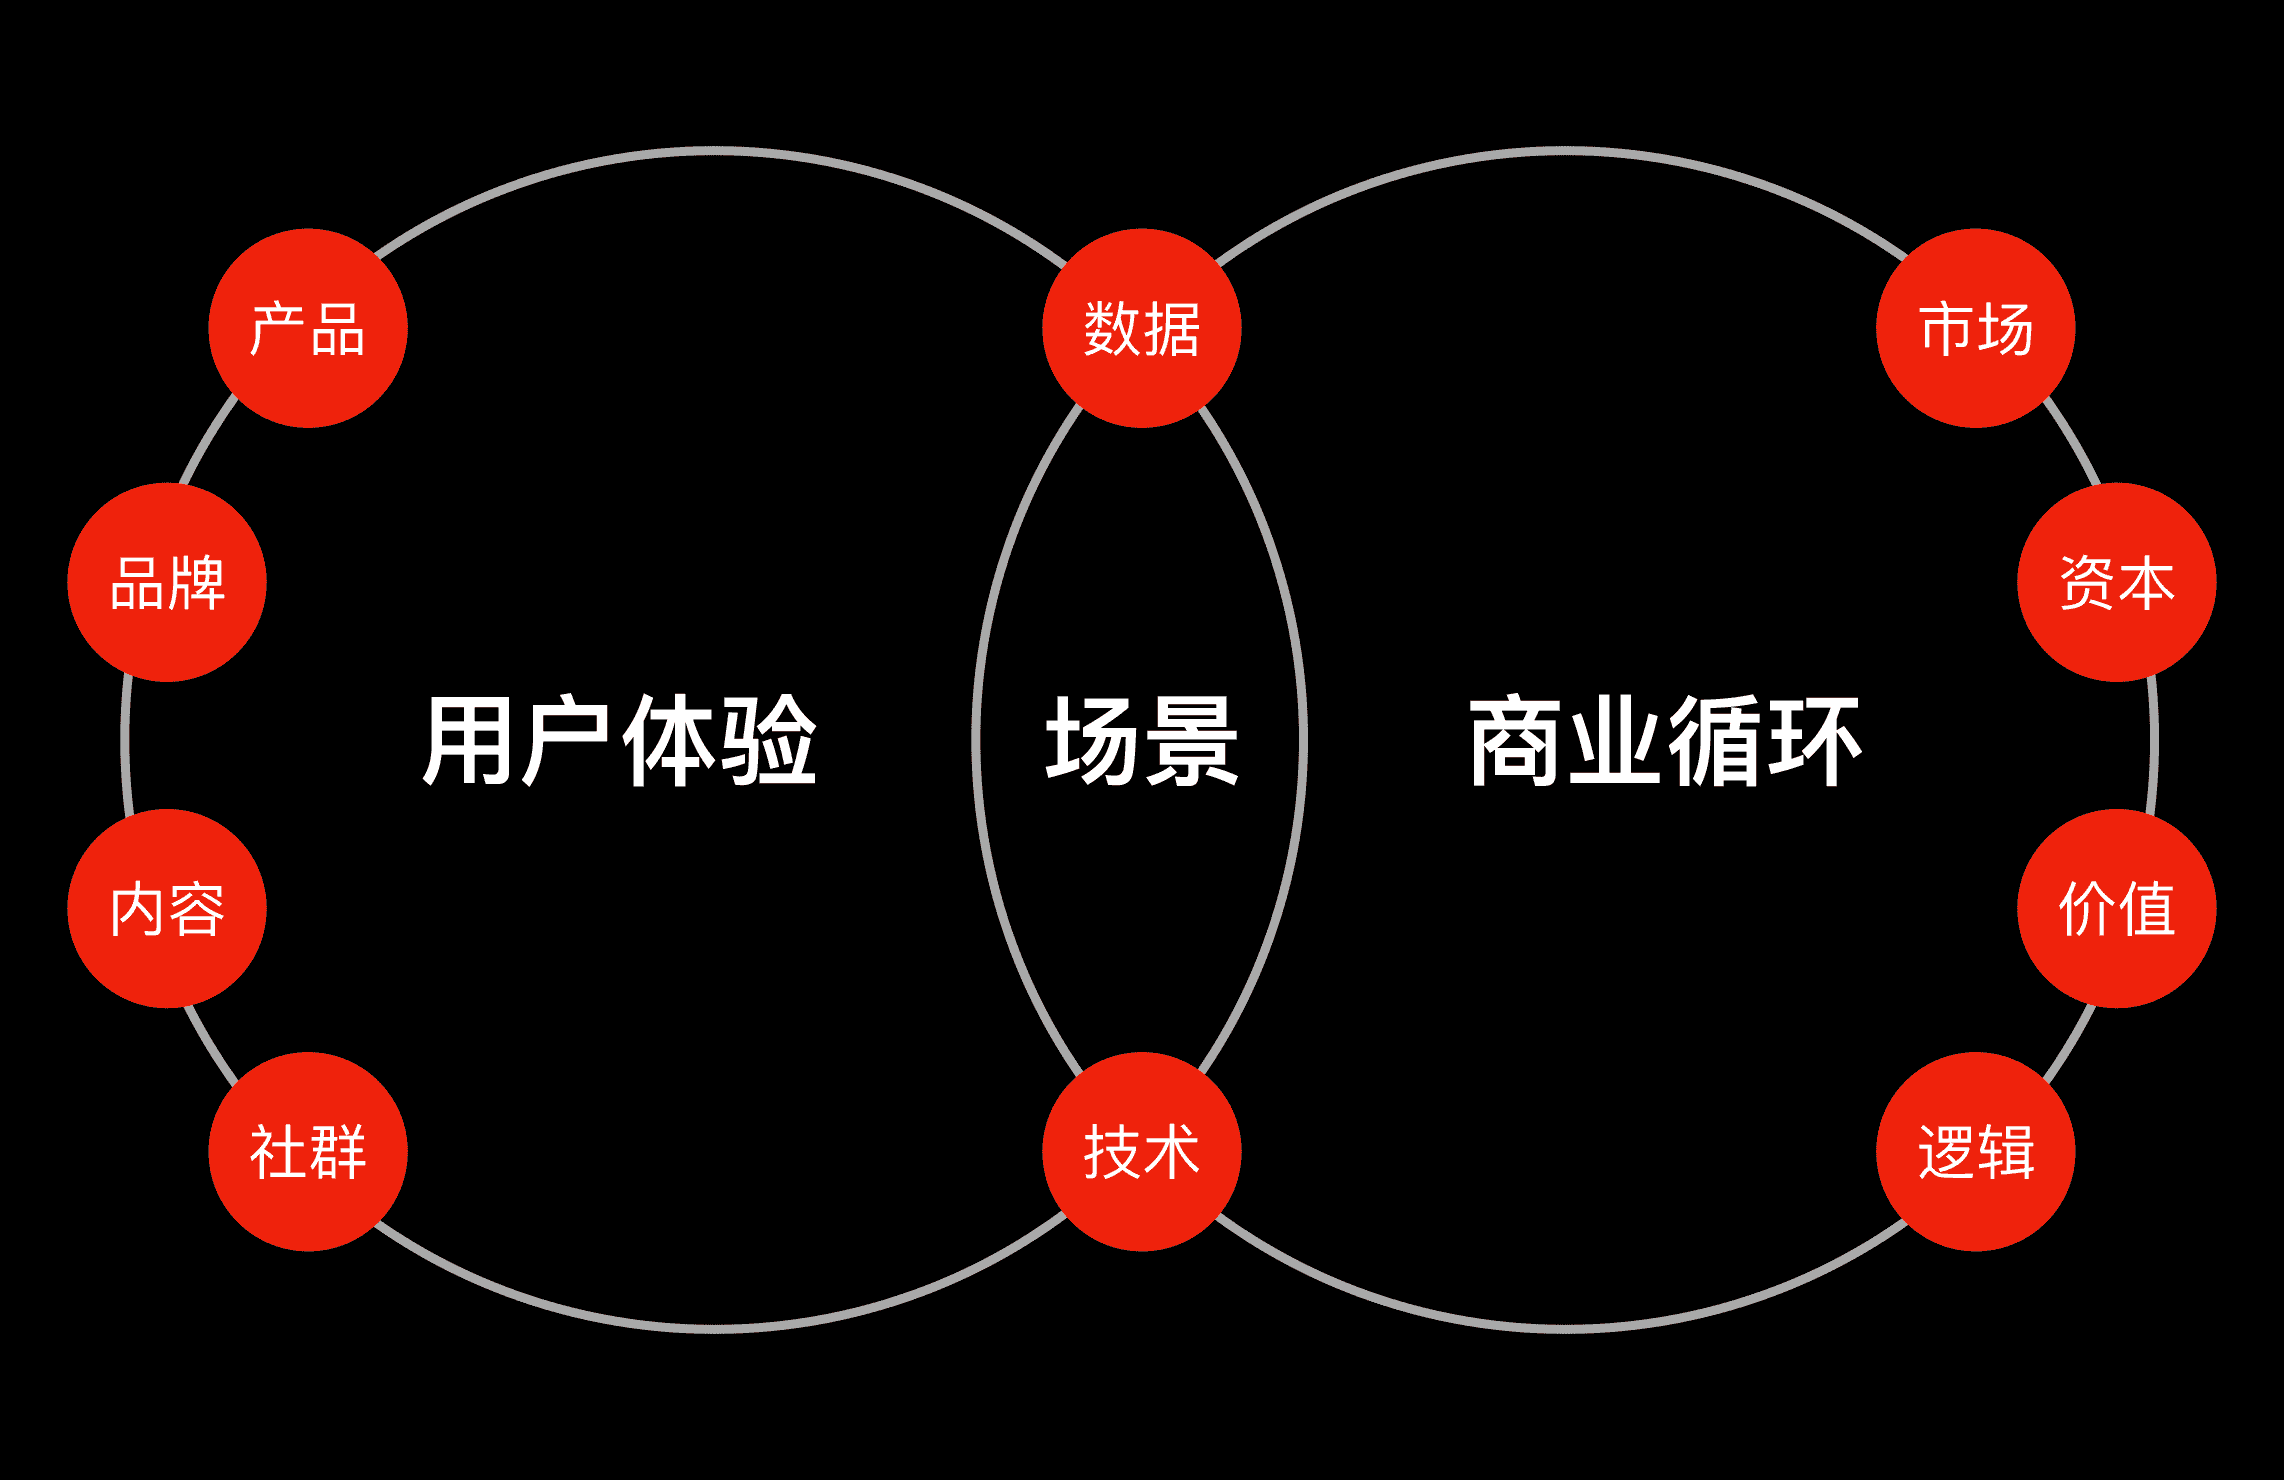 产品
数据
市场
品牌
资本
用户体验
场景
商业循环
内容
价值
社群
技术
逻辑